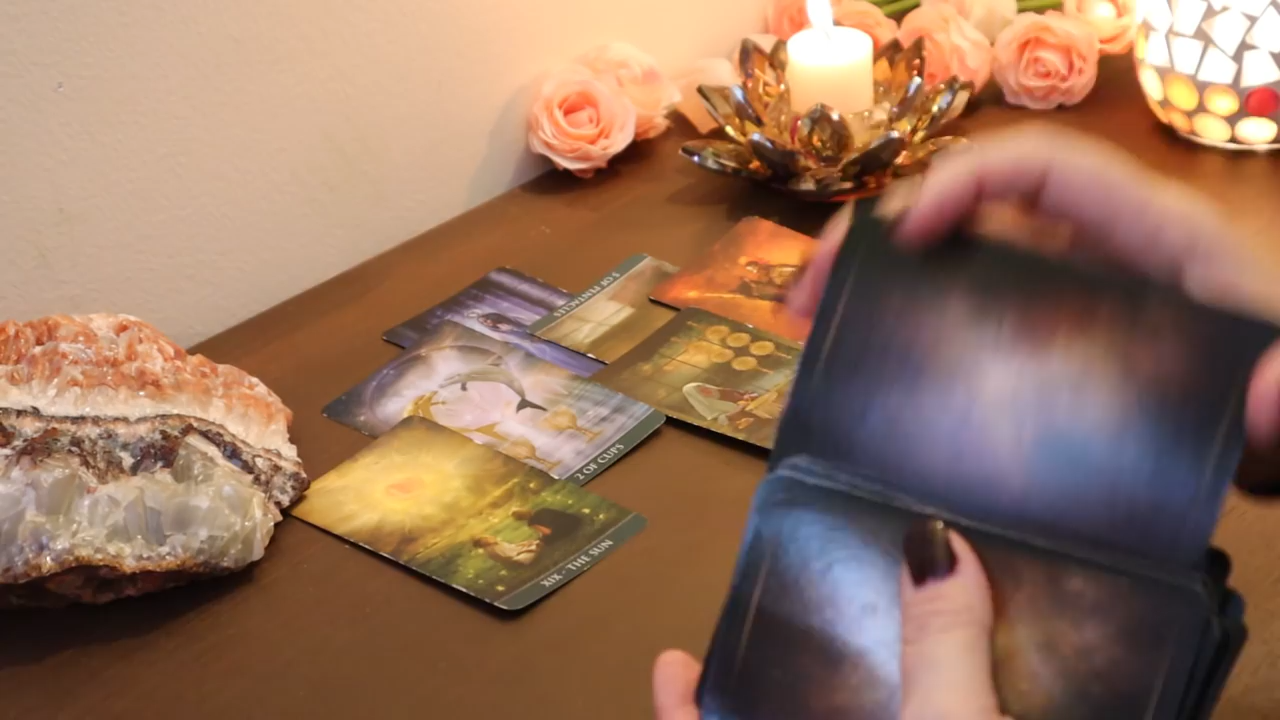 5 OF PENTACLES
2 OF CUPS
XIX - THE SUN